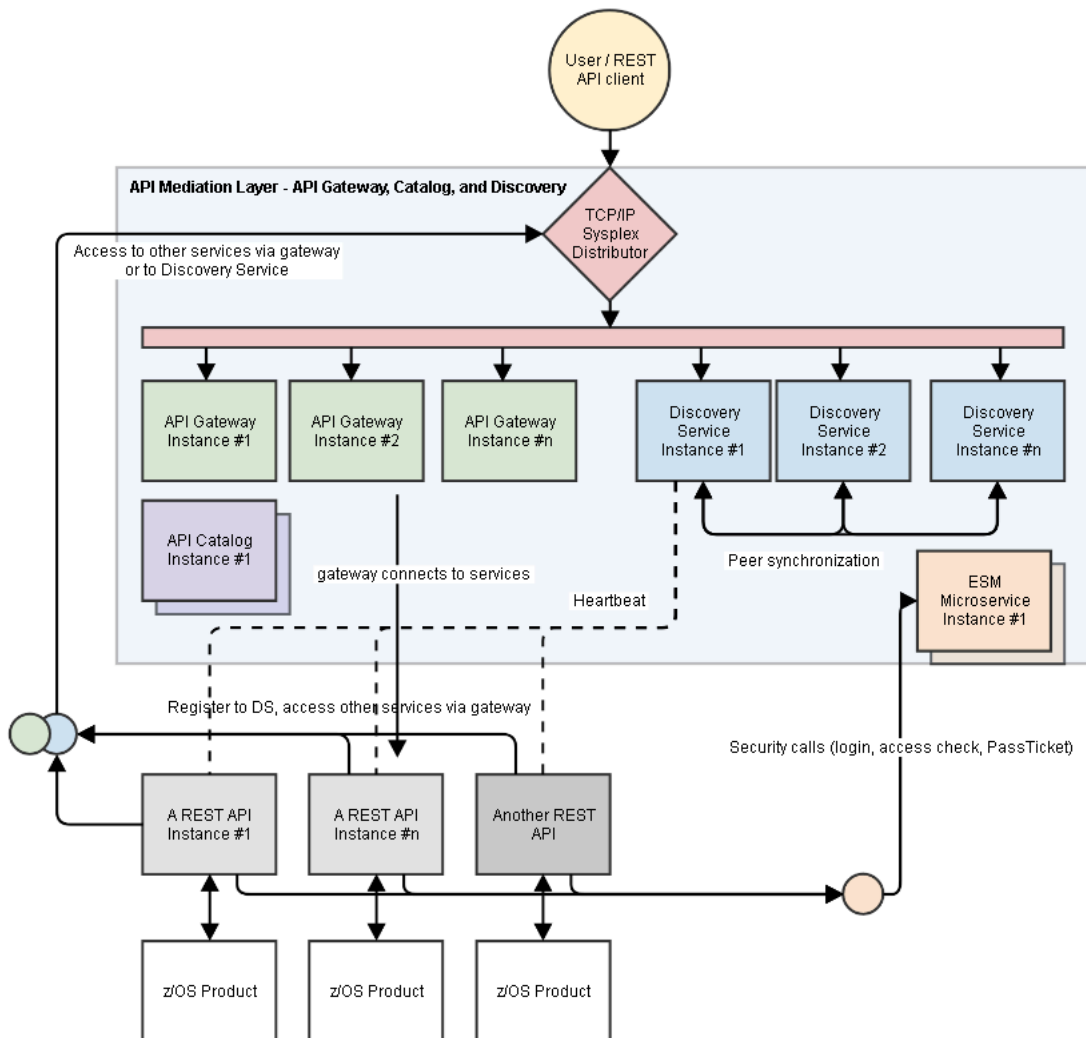 User / REST
API client
API Mediation Layer - API Gateway, Catalog, and Discovery
TCP/IP
Sysplex
Distributor
Access to other services via gateway
or to Discovery Service
API Gateway
Instance #1
API Gateway
Instance #2
API Gateway
Instance #n
Discovery
Service
Instance #1
Discovery
Service
Instance #2
Discovery
Service
Instance #n
API Catalog
Instance #1
gateway connects to services
Peer synchronization
Heartbeat
ESM
Microservice
Instance #1
Register to DS, access other services via gateway
Security calls (login, access check, PassTicket)
A REST API
Instance #1
A REST API
Instance #n
Another REST
API
z/OS Product
z/OS Product
z/OS Product